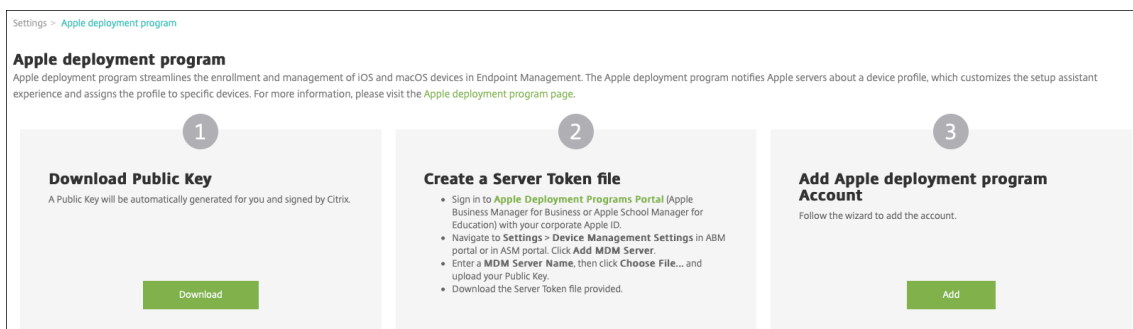 Settings > Apple deployment program
Apple deployment program
Apple deployment program streamlines the enrollment and management of iOS and macOS devices in Endpoint Management. The Apple deployment program notifies Apple servers about a device profile, which customizes the setup assistant
experience and assigns the profile to specific devices. For more information, please visit the Apple deployment program page.
1
Download Public Key
A Public Key will be automatically generated for you and signed by Citrix.
Download
2
Create a Server Token file
• Sign in to Apple Deployment Programs Portal (Apple
Business Manager for Business or Apple School Manager for
Education) with your corporate Apple ID.
• Navigate to Settings > Device Management Settings in ABM
portal or in ASM portal. Click Add MDM Server.
• Enter a MDM Server Name, then click Choose File... and
upload your Public Key.
• Download the Server Token file provided.
3
Add Apple deployment program
Account
Follow the wizard to add the account.
Add